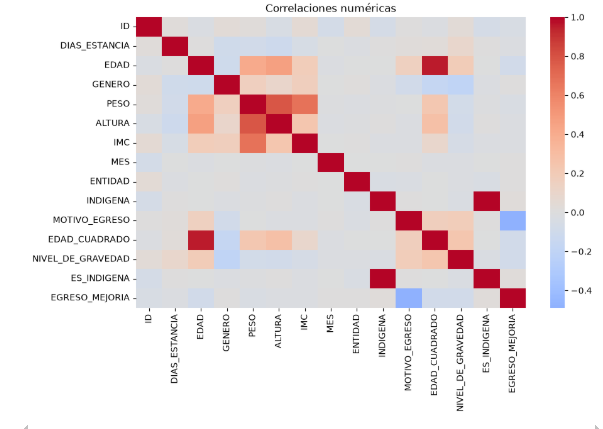 Correlaciones numéricas
ID
DIAS_ESTANCIA
EDAD
GENERO
PESO
ALTURA
IMC
MES
ENTIDAD
INDIGENA
MOTIVO_EGRESO
EDAD_CUADRADO
NIVEL_DE_GRAVEDAD
ES_INDIGENA
EGRESO_MEJORIA
ID
DIAS_ESTANCIA
EDAD
GENERO
PESO
ALTURA
IMC
MES
ENTIDAD
INDIGENA
MOTIVO_EGRESO
EDAD_CUADRADO
NIVEL_DE_GRAVEDAD
ES_INDIGENA
EGRESO_MEJORIA
1.0
0.8
0.6
0.4
0.2
0.0
−0.2
−0.4